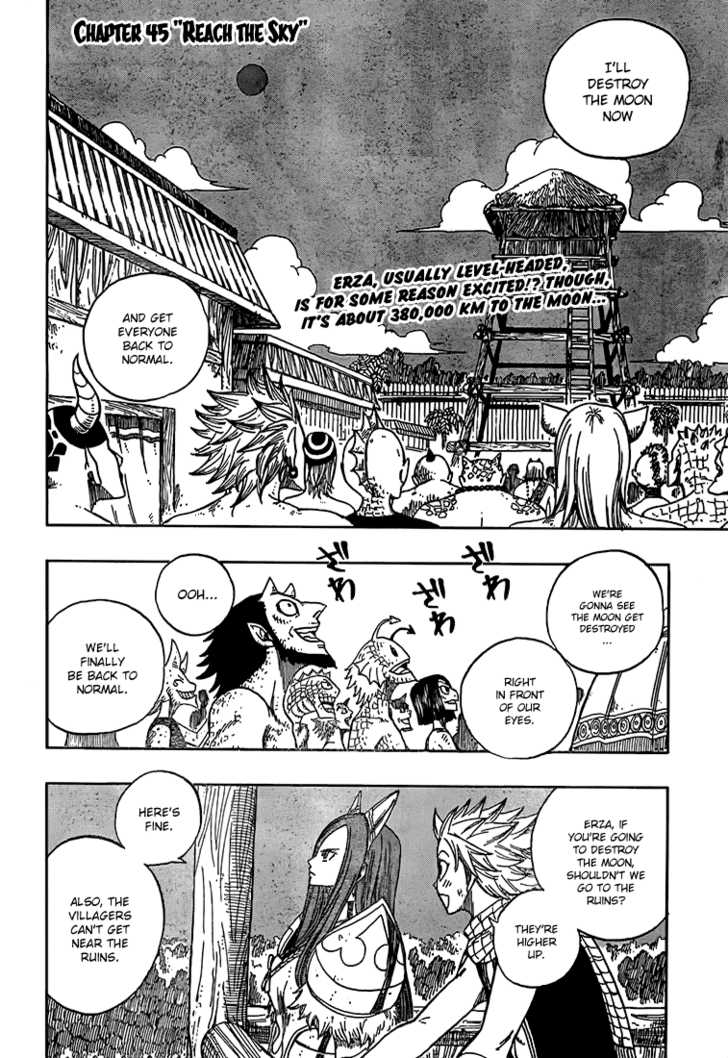 CHAPTER 45 "REACH THE SKY"
I'LL
DESTROY
THE MOON
NOW
ERZA, USUALLY LEVEL-HEADED,
IS FOR SOME REASON EXCITED!? THOUGH,
IT'S ABOUT 380,000 KM TO THE MOON...
AND GET
EVERYONE
BACK TO
NORMAL.
WE'RE
GONNA SEE
THE MOON GET
DESTROYED
...
RIGHT
IN FRONT
OF OUR
EYES.
ざわ
ざわ
ざわ
OOH...
WE'LL
FINALLY
BE BACK TO
NORMAL.
ERZA, IF
YOU'RE GOING
TO DESTROY
THE MOON,
SHOULDN'T WE
GO TO THE
RUINS?
THEY'RE
HIGHER
UP.
HERE'S
FINE.
ALSO, THE
VILLAGERS
CAN'T GET
NEAR THE
RUINS.